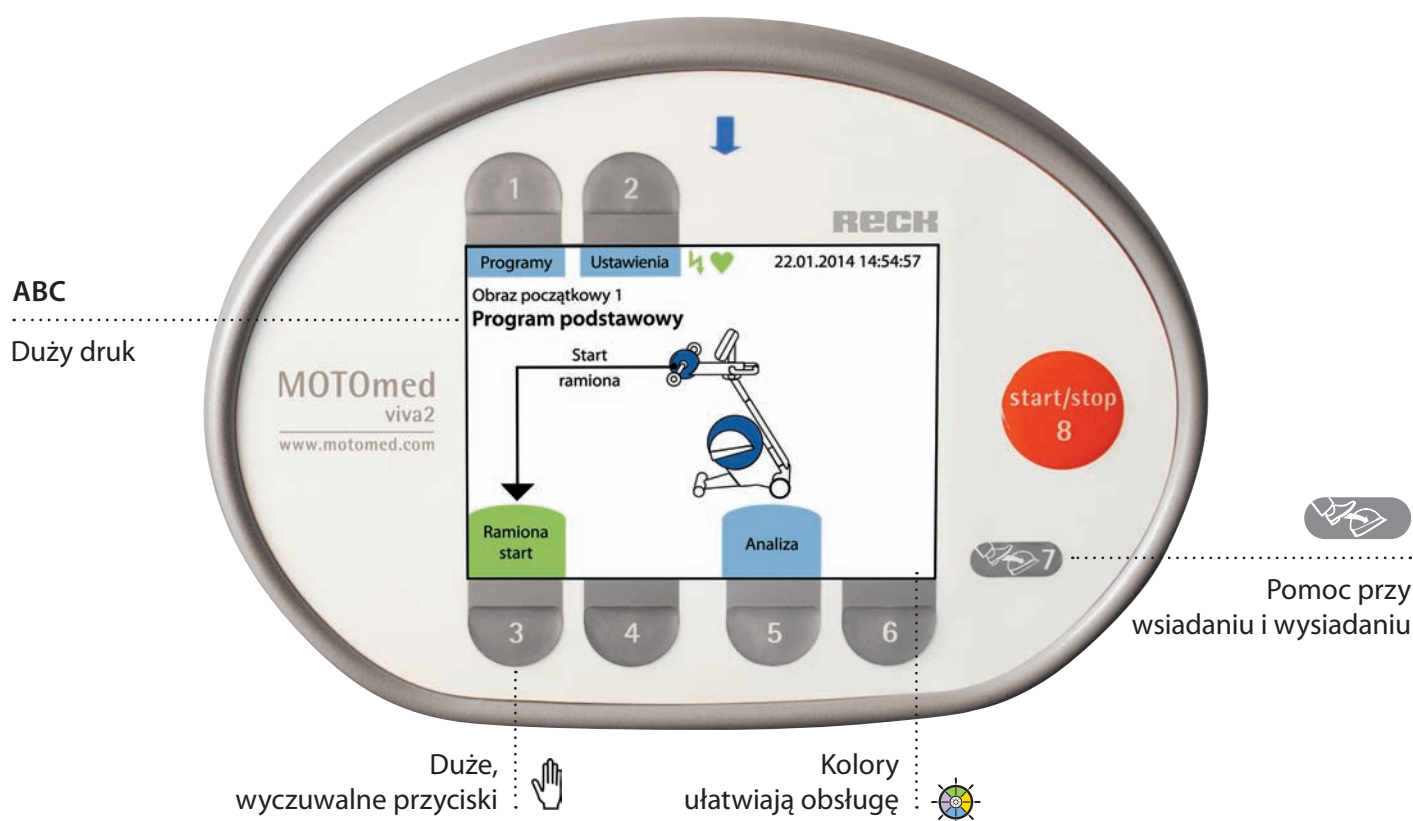 1
2
RECK
Programy
Ustawienia
22.01.2014 14:54:57
ABC
Duży druk
Obraz początkowy 1
Program podstawowy
Start
ramiona
MOTOmed
viva2
www.motomed.com
start/stop
8
Ramiona
start
Analiza
7
Pomoc przy
wsiadaniu i wysiadaniu
3
4
5
6
Duże,
wyczuwalne przyciski
Kolory
ułatwiają obsługę